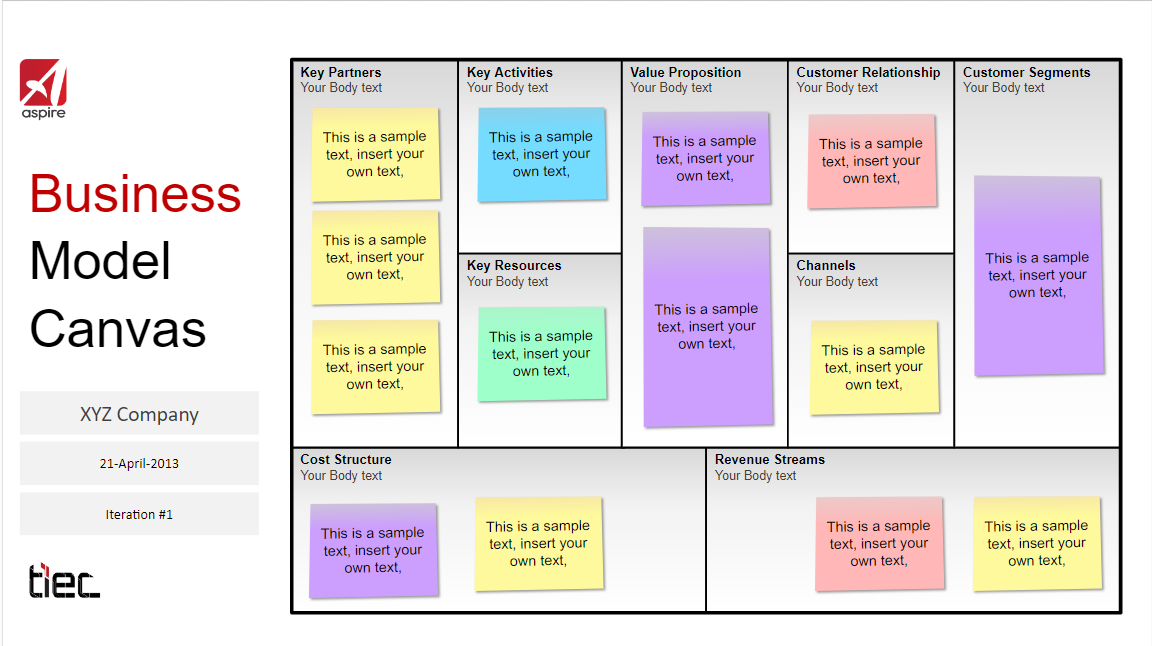 aspire
Business
Model
Canvas
XYZ Company
21-April-2013
Iteration #1
tiec
Key Partners
Your Body text
This is a sample
text, insert your
own text,
This is a sample
text, insert your
own text,
This is a sample
text, insert your
own text,
Key Activities
Your Body text
This is a sample
text, insert your
own text,
Key Resources
Your Body text
This is a sample
text, insert your
own text,
Value Proposition
Your Body text
This is a sample
text, insert your
own text,
This is a sample
text, insert your
own text,
Customer Relationship
Your Body text
This is a sample
text, insert your
own text,
Channels
Your Body text
This is a sample
text, insert your
own text,
Customer Segments
Your Body text
This is a sample
text, insert your
own text,
Cost Structure
Your Body text
This is a sample
text, insert your
own text,
This is a sample
text, insert your
own text,
Revenue Streams
Your Body text
This is a sample
text, insert your
own text,
This is a sample
text, insert your
own text,